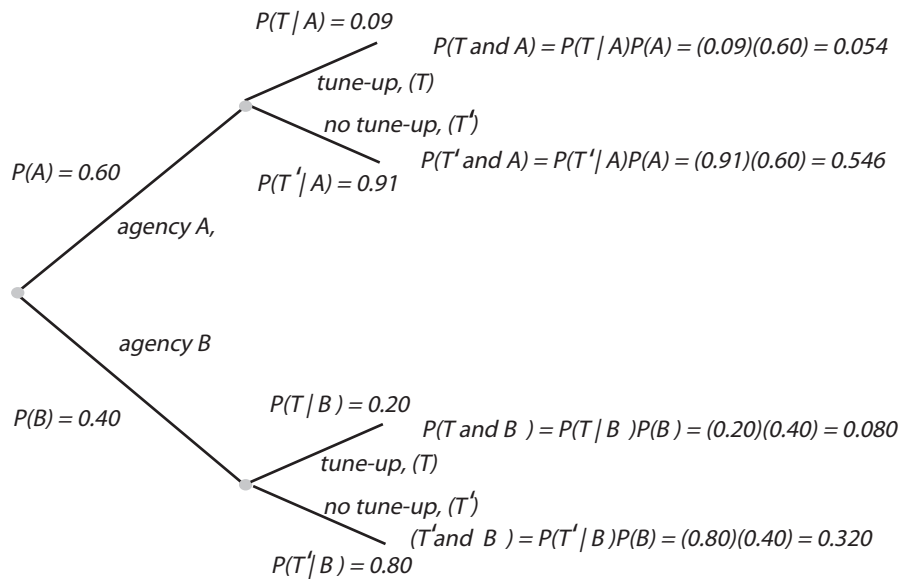 P(T | A) = 0.09
P(T and A) = P(T | A)P(A) = (0.09)(0.60) = 0.054
tune-up, (T)
no tune-up, (T')
P(T' and A) = P(T' | A)P(A) = (0.91)(0.60) = 0.546
P(A) = 0.60
P(T' | A) = 0.91
agency A,
agency B
P(T | B ) = 0.20
P(B) = 0.40
P(T and B ) = P(T | B )P(B ) = (0.20)(0.40) = 0.080
tune-up, (T)
no tune-up, (T')
(T' and B ) = P(T' | B )P(B) = (0.80)(0.40) = 0.320
P(T' | B ) = 0.80